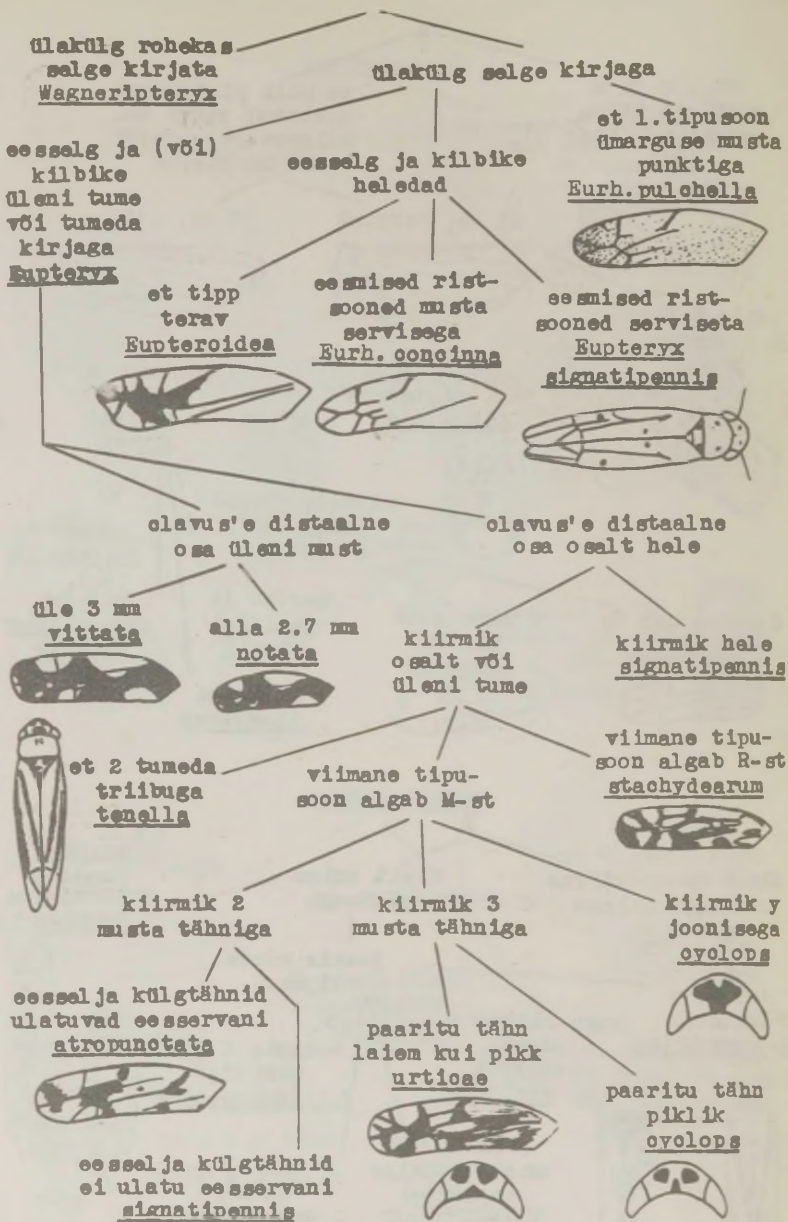 ülakülg rohekas
selge kirjata
Wagneripteryx
ülakülg selge kirjaga
et 1.tipusoon
ümarguse musta
punktiga
Eurh. pulchella
eesselg ja (või)
kilbike
üleni tume
või tumeda
kirjaga
Eupteryx
eesselg ja kilbike
heledad
et tipp
terav
Eupteroidea
eesmised rist-
sooned musta
servisega
Eurh. concinna
eesmised rist-
sooned serviseta
Eupteryx
signatipennis
clavus'e distaalne
osa üleni must
clavus'e distaalne
osa osalt hele
üle 3 mm
vittata
alla 2.7 mm
notata
kiirmik
osalt või
üleni tume
kiirmik hele
signatipennis
et 2 tumeda
triibuga
tenella
viimane tipu-
soon algab M-st
viimane tipu-
soon algab R-st
stachydearum
kiirmik 2
musta tähniga
kiirmik 3
musta tähniga
kiirmik y
joonisega
cyclops
eesselja külgtähnid
ulatuvad eesservani
atropunctata
paaritu tähn
laiem kui pikk
urticae
paaritu tähn
piklik
cyclops
eesselja külgtähnid
ei ulatu eesservani
signatipennis